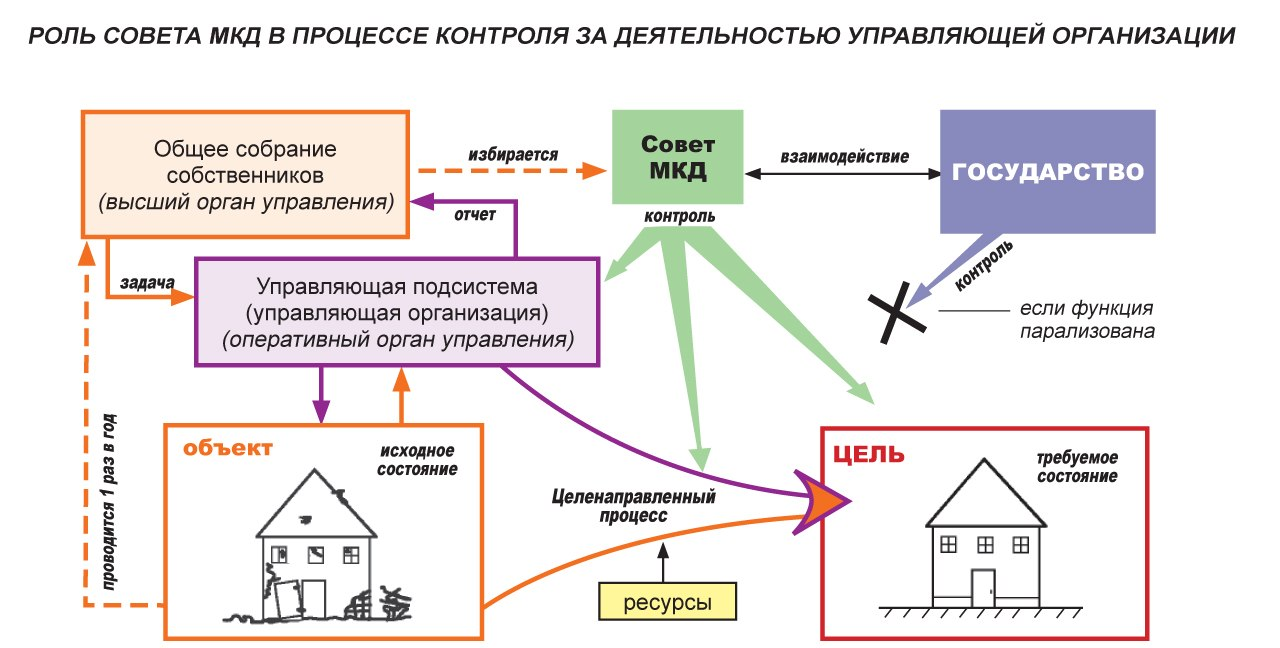 РОЛЬ СОВЕТА МКД В ПРОЦЕССЕ КОНТРОЛЯ ЗА ДЕЯТЕЛЬНОСТЬЮ УПРАВЛЯЮЩЕЙ ОРГАНИЗАЦИИ
Общее собрание
собственников
(высший орган управления)
избирается
Совет
МКД
взаимодействие
ГОСУДАРСТВО
отчет
контроль
контроль
задача
Управляющая подсистема
(управляющая организация)
(оперативный орган управления)
если функция
парализована
проводится 1 раз в год
объект
исходное
состояние
Целенаправленный
процесс
ресурсы
ЦЕЛЬ
требуемое
состояние